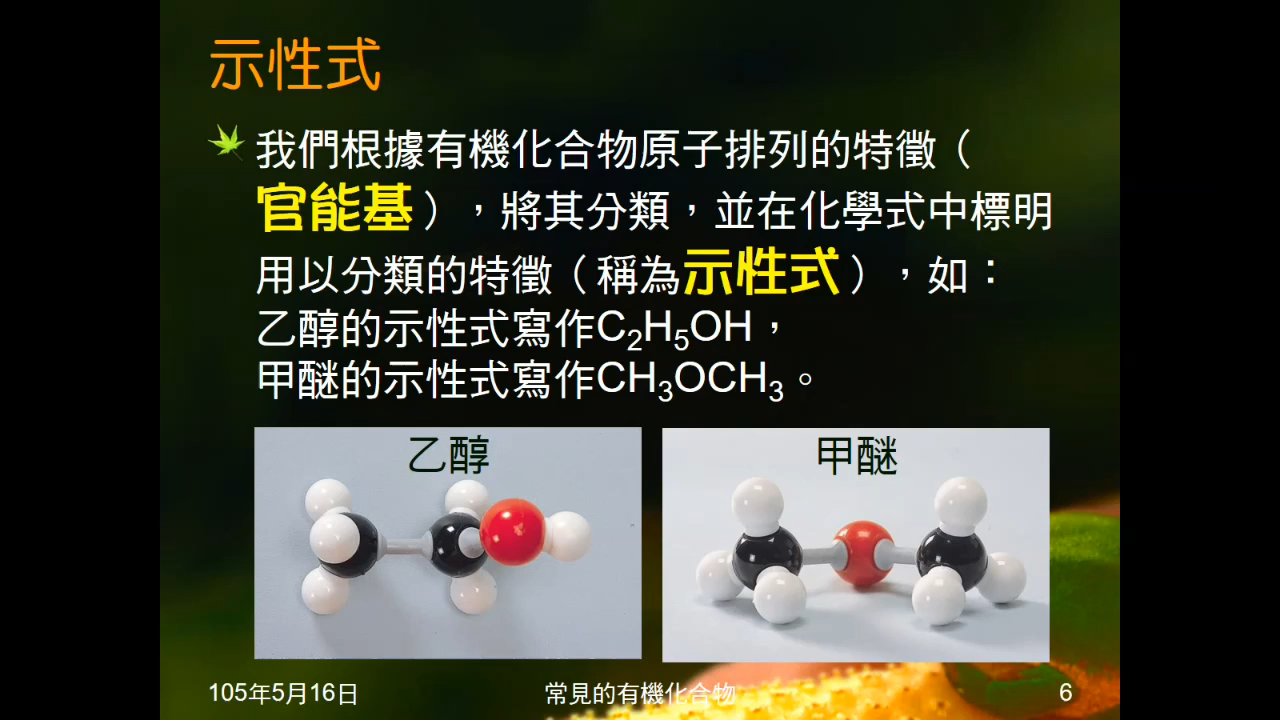 示性式
我們根據有機化合物原子排列的特徵（
官能基），將其分類，並在化學式中標明
用以分類的特徵（稱為示性式），如：
乙醇的示性式寫作C₂H₅OH，
甲醚的示性式寫作CH₃OCH₃。
乙醇
甲醚
105年5月16日
常見的有機化合物
6